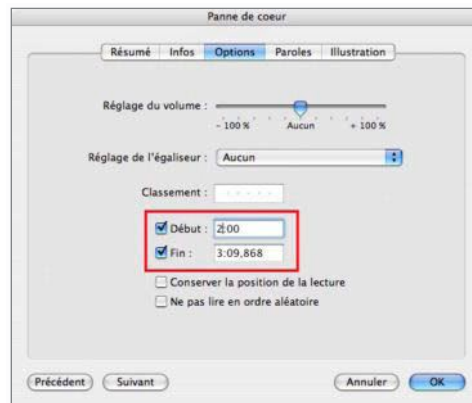 Panne de coeur
Résumé Infos Options Paroles Illustration
Réglage du volume :
- 100 % Aucun + 100 %
Réglage de l'égaliseur : Aucun
Classement :
Début : 2:00
Fin : 3:09,868
Conserver la position de la lecture
Ne pas lire en ordre aléatoire
Précédent Suivant Annuler OK